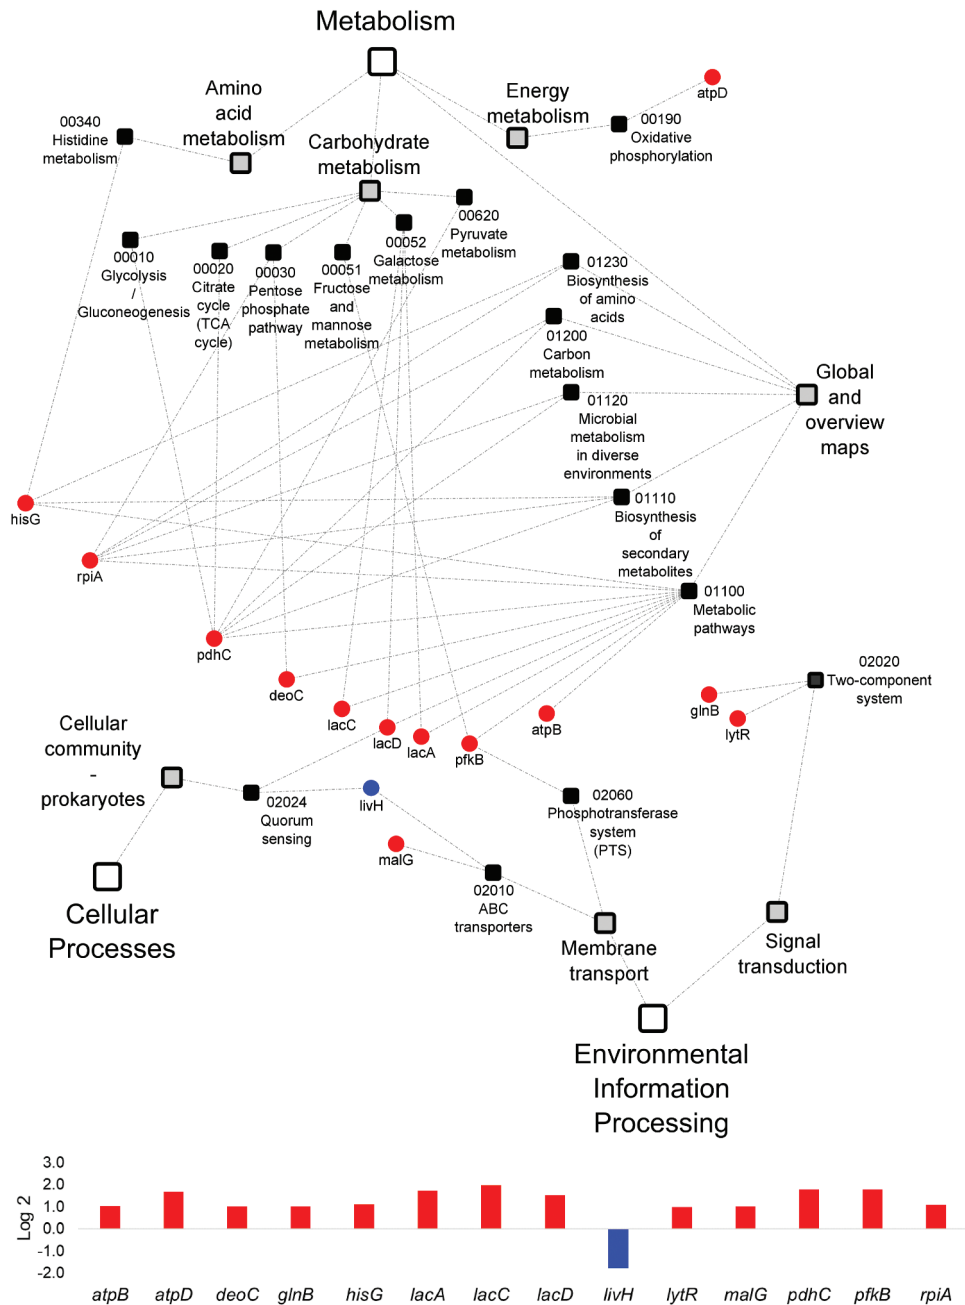 Metabolism
Amino
acid
metabolism
Energy
metabolism
atpD
00340
Histidine
metabolism
Carbohydrate
metabolism
00190
Oxidative
phosphorylation
00010
Glycolysis
/
Gluconeogenesis
00020
Citrate
cycle
(TCA
cycle)
00030
Pentose
phosphate
pathway
00051
Fructose
and
mannose
metabolism
00052
Galactose
metabolism
00620
Pyruvate
metabolism
01230
Biosynthesis
of amino
acids
01200
Carbon
metabolism
01120
Microbial
metabolism
in diverse
environments
Global
and
overview
maps
hisG
01110
Biosynthesis
of
secondary
metabolites
rpiA
01100
Metabolic
pathways
pdhC
deoC
lacC
lacD
lacA
pfkB
atpB
glnB
lytR
02020
Two-component
system
Cellular
community
-
prokaryotes
02024
Quorum
sensing
livH
malG
02060
Phosphotransferase
system
(PTS)
02010
ABC
transporters
Cellular
Processes
Membrane
transport
Signal
transduction
Environmental
Information
Processing
Log 2
3.0
2.0
1.0
0.0
-1.0
-2.0
atpB atpD deoC glnB hisG lacA lacC lacD livH lytR malG pdhC pfkB rpiA